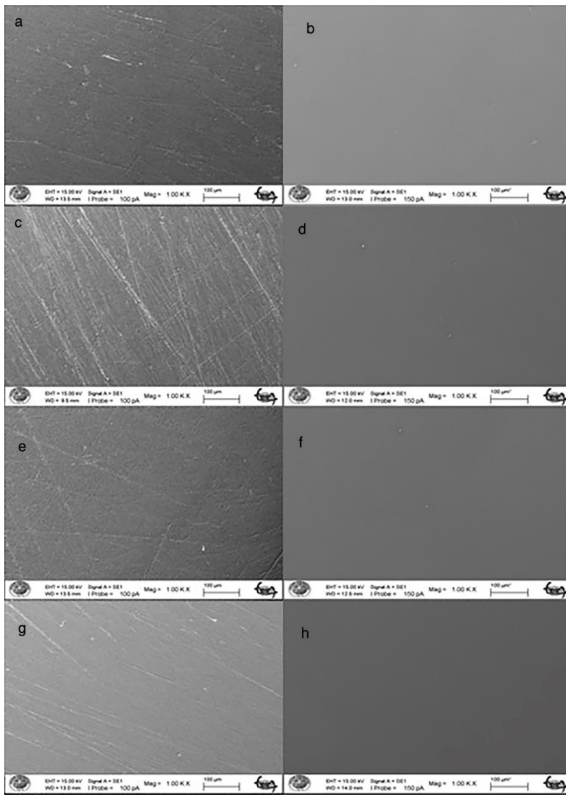 a
b
EHT = 15.00 kV Signal A = SE1 Mag = 1.00 K X 100 µm
WD = 13.5 mm I Probe = 100 pA
EHT = 15.00 kV Signal A = SE1 Mag = 1.00 K X 100 µm
WD = 13.0 mm I Probe = 150 pA
c
d
EHT = 15.00 kV Signal A = SE1 Mag = 1.00 K X 100 µm
WD = 9.5 mm I Probe = 100 pA
EHT = 15.00 kV Signal A = SE1 Mag = 1.00 K X 100 µm
WD = 12.0 mm I Probe = 150 pA
e
f
EHT = 15.00 kV Signal A = SE1 Mag = 1.00 K X 100 µm
WD = 13.5 mm I Probe = 100 pA
EHT = 15.00 kV Signal A = SE1 Mag = 1.00 K X 100 µm
WD = 12.5 mm I Probe = 150 pA
g
h
EHT = 15.00 kV Signal A = SE1 Mag = 1.00 K X 100 µm
WD = 13.0 mm I Probe = 100 pA
EHT = 15.00 kV Signal A = SE1 Mag = 1.00 K X 100 µm
WD = 14.0 mm I Probe = 150 pA